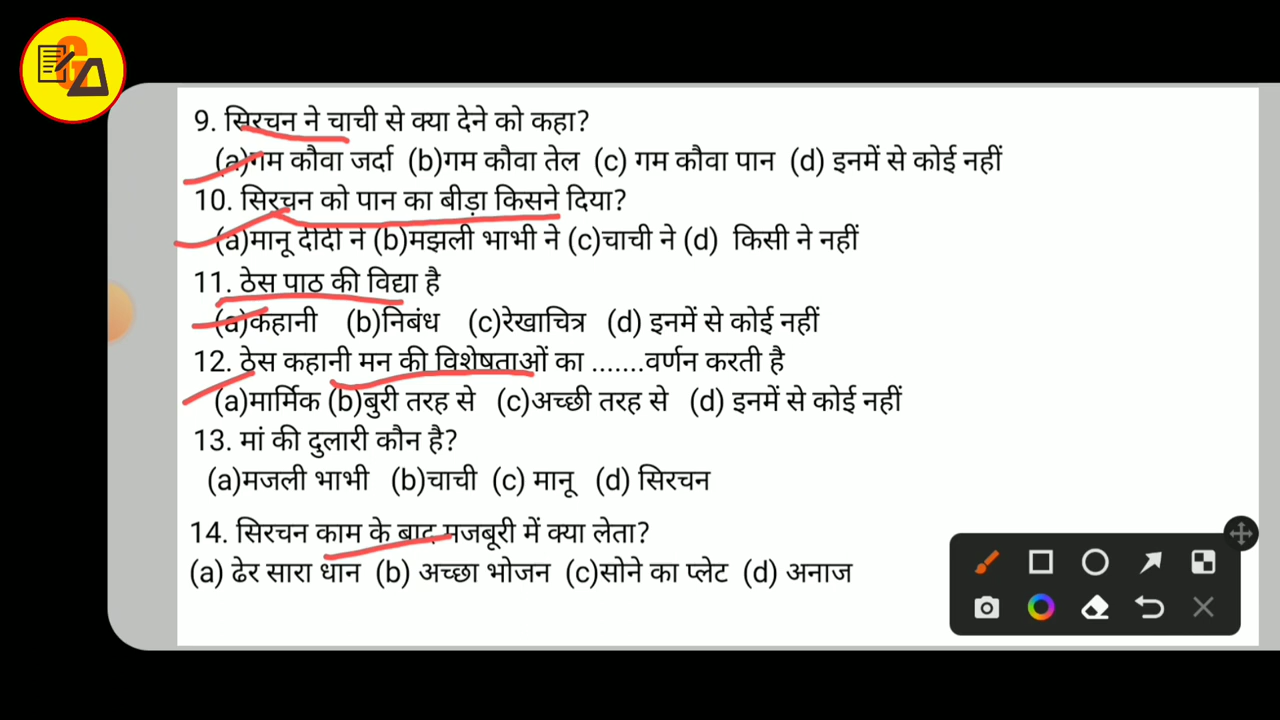 9. सिरचन ने चाची से क्या देने को कहा?
(a)गम कौवा जर्दा (b)गम कौवा तेल (c) गम कौवा पान (d) इनमें से कोई नहीं
10. सिरचन को पान का बीड़ा किसने दिया?
(a)मानू दीदी ने (b)मझली भाभी ने (c)चाची ने (d) किसी ने नहीं
11. ठेस पाठ की विद्या है
(a)कहानी (b)निबंध (c)रेखाचित्र (d) इनमें से कोई नहीं
12. ठेस कहानी मन की विशेषताओं का .......वर्णन करती है
(a)मार्मिक (b)बुरी तरह से (c)अच्छी तरह से (d) इनमें से कोई नहीं
13. मां की दुलारी कौन है?
(a)मजली भाभी (b)चाची (c) मानू (d) सिरचन
14. सिरचन काम के बाद मजबूरी में क्या लेता?
(a) ढेर सारा धान (b) अच्छा भोजन (c)सोने का प्लेट (d) अनाज